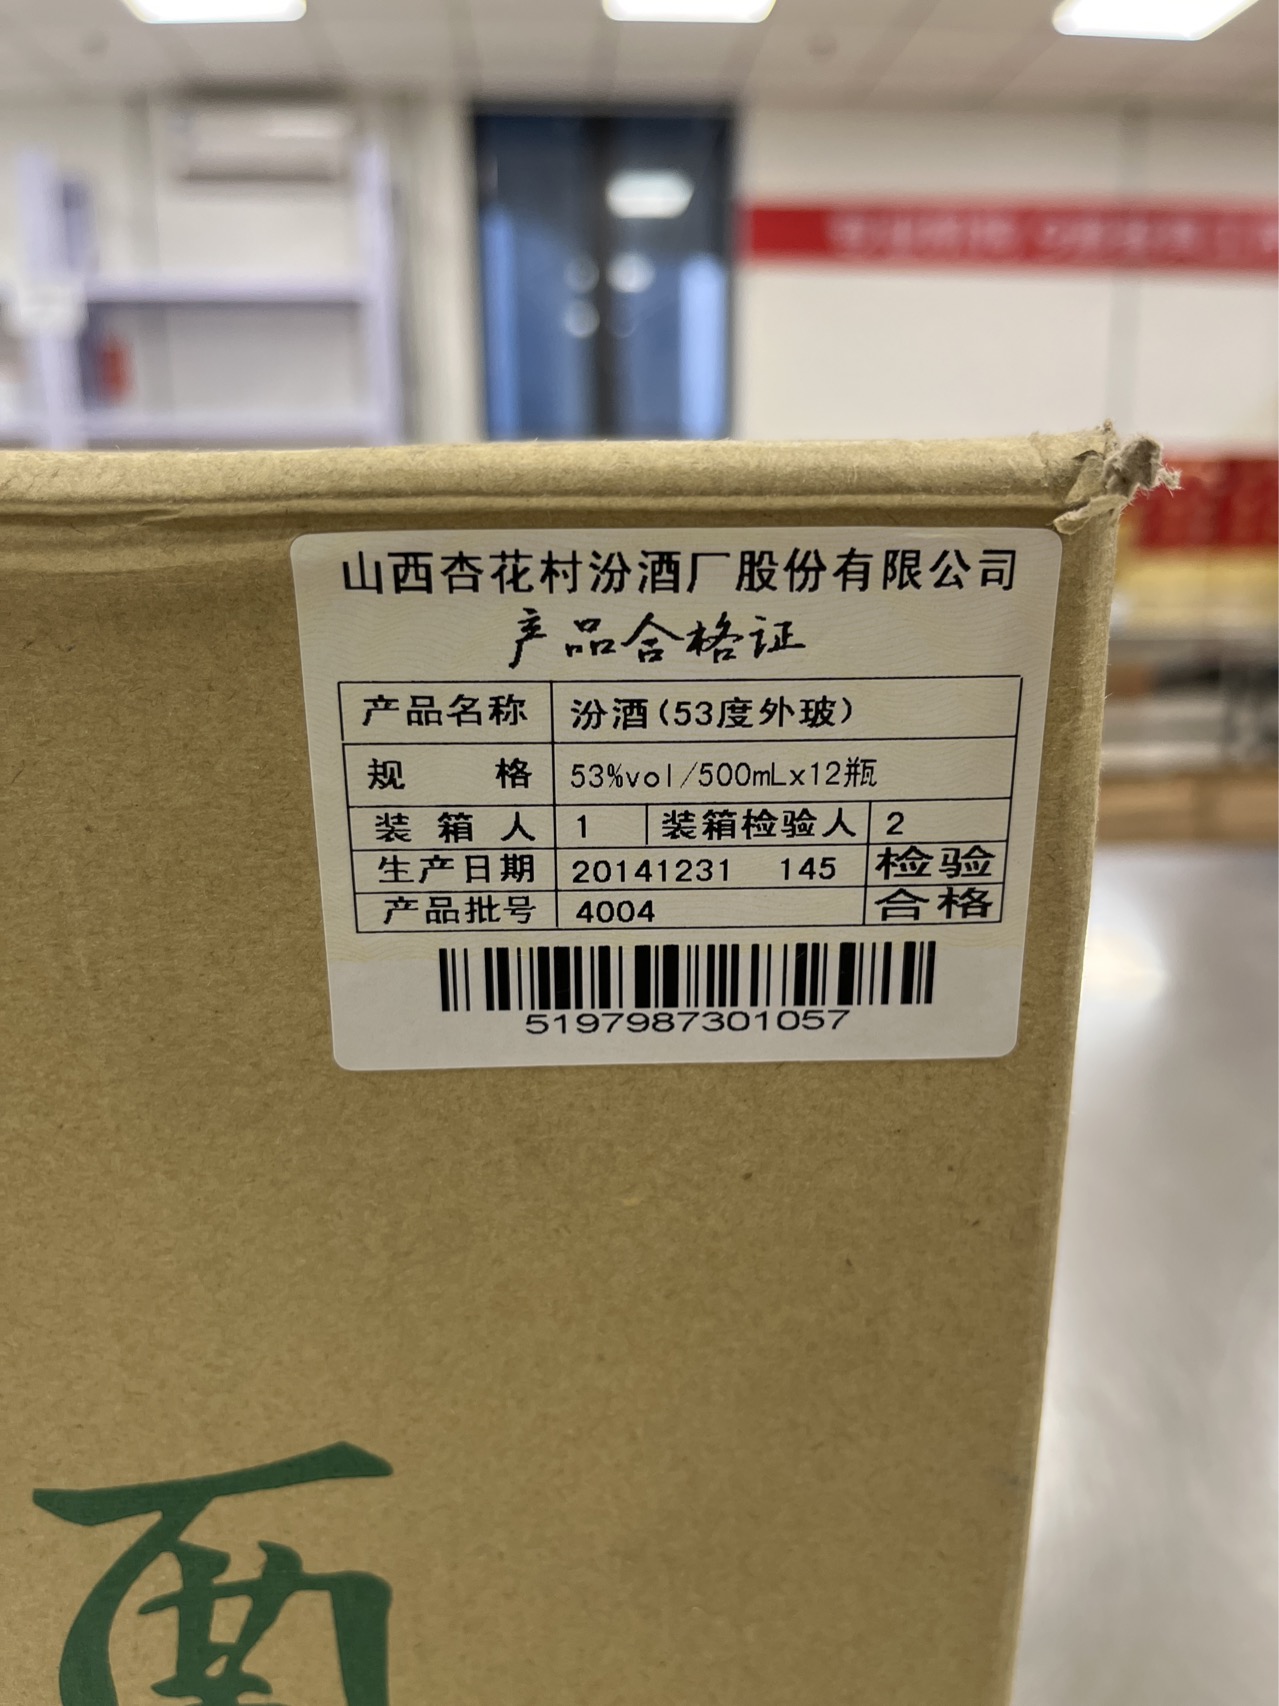 山西杏花村汾酒厂股份有限公司
产品合格证
产品名称 汾酒(53度外玻)
规 格 53%vol/500mLx12瓶
装 箱 人 1 装箱检验人 2
生产日期 20141231 145 检验
产品批号 4004 合格
5197987301057